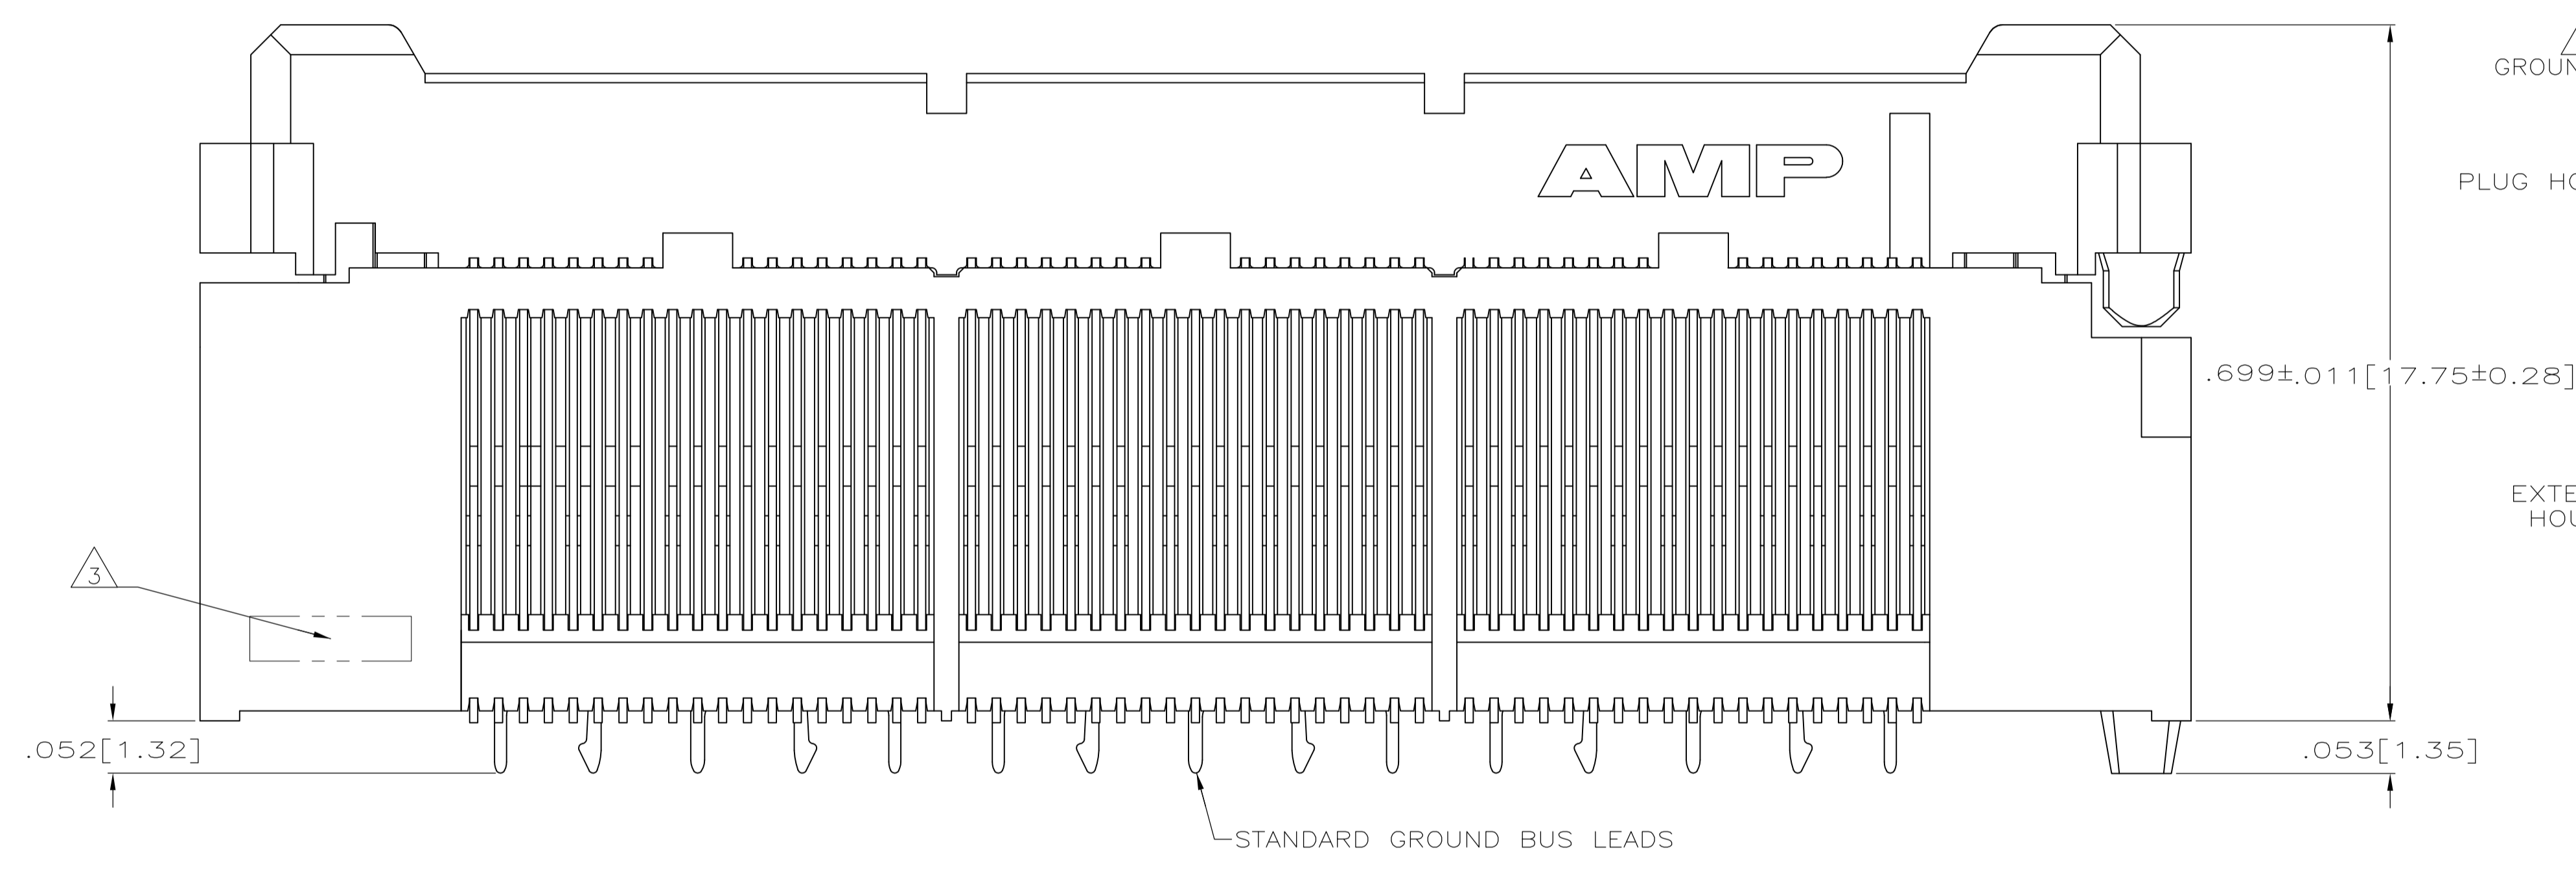 GROUN
AMP
PLUG HO
.699±.011[17.75±0.28]
EXTE
HOU
3
.052[1.32]
.053[1.35]
STANDARD GROUND BUS LEADS